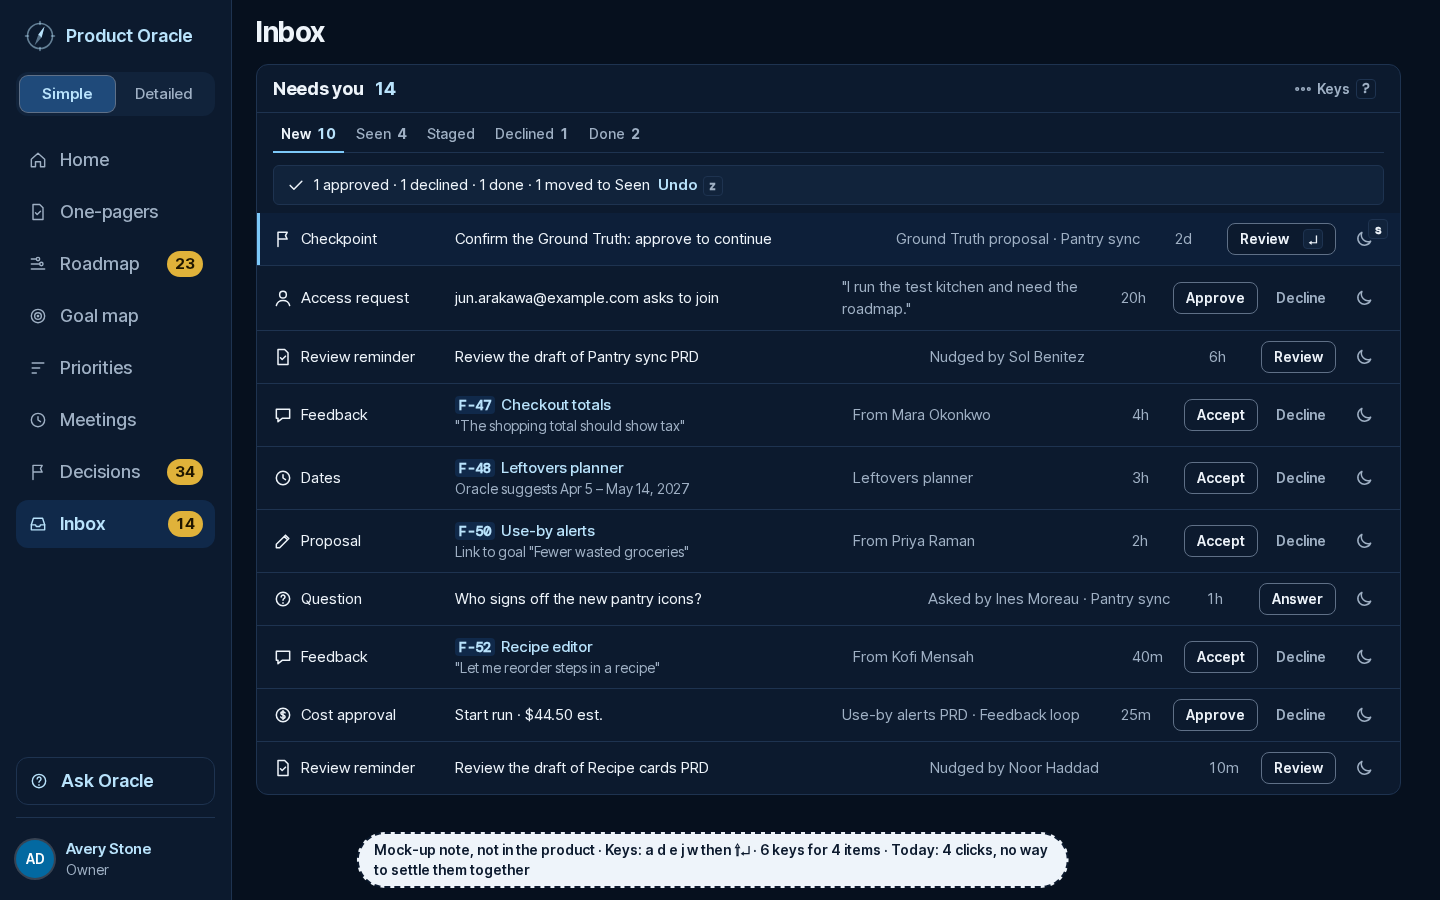 Product Oracle
Simple Detailed
Home
One-pagers
Roadmap 23
Goal map
Priorities
Meetings
Decisions 34
Inbox 14
Ask Oracle
AD Avery Stone
Owner
Inbox
Needs you 14 ••• Keys ?
New 10 Seen 4 Staged Declined 1 Done 2
1 approved · 1 declined · 1 done · 1 moved to Seen Undo z
Checkpoint Confirm the Ground Truth: approve to continue Ground Truth proposal · Pantry sync 2d Review ↵ s
Access request jun.arakawa@example.com asks to join "I run the test kitchen and need the
roadmap." 20h Approve Decline
Review reminder Review the draft of Pantry sync PRD Nudged by Sol Benitez 6h Review
Feedback F-47 Checkout totals From Mara Okonkwo 4h Accept Decline
"The shopping total should show tax"
Dates F-48 Leftovers planner Leftovers planner 3h Accept Decline
Oracle suggests Apr 5 – May 14, 2027
Proposal F-50 Use-by alerts From Priya Raman 2h Accept Decline
Link to goal "Fewer wasted groceries"
Question Who signs off the new pantry icons? Asked by Ines Moreau · Pantry sync 1h Answer
Feedback F-52 Recipe editor From Kofi Mensah 40m Accept Decline
"Let me reorder steps in a recipe"
Cost approval Start run · $44.50 est. Use-by alerts PRD · Feedback loop 25m Approve Decline
Review reminder Review the draft of Recipe cards PRD Nudged by Noor Haddad 10m Review
Mock-up note, not in the product · Keys: a d e j w then ⇧↵ · 6 keys for 4 items · Today: 4 clicks, no way
to settle them together